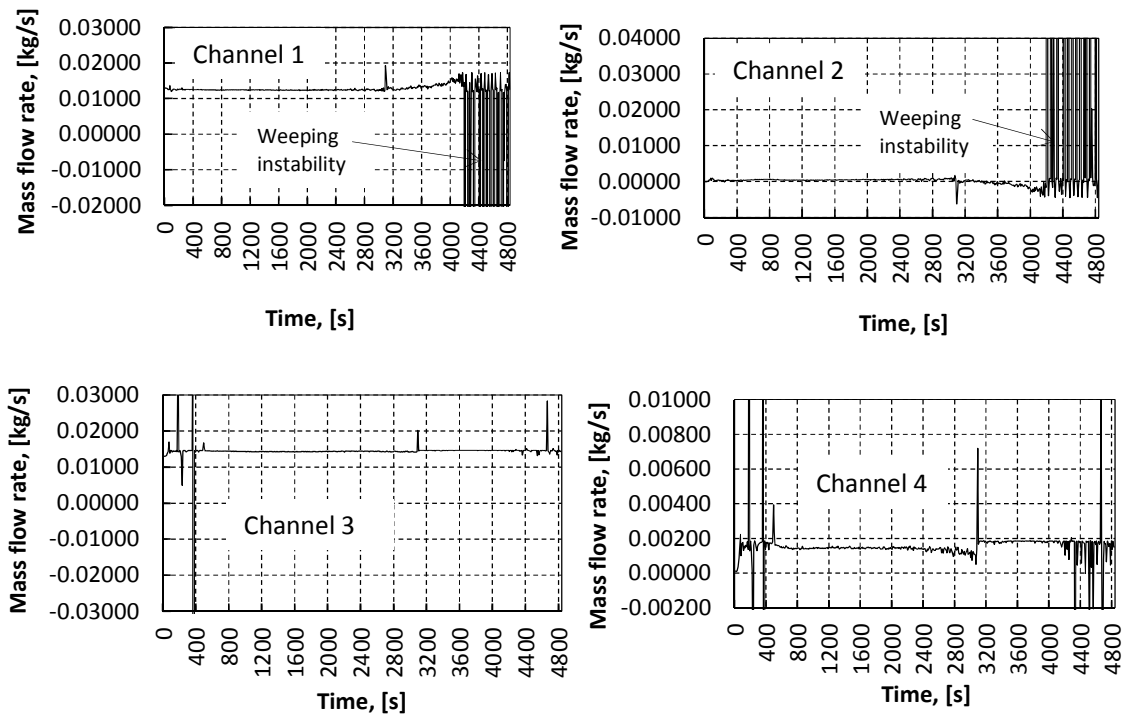 Mass flow rate, [kg/s]
0.03000
0.02000
0.01000
0.00000
-0.01000
-0.02000
Channel 1
Weeping
instability
0 400 800 1200 1600 2000 2400 2800 3200 3600 4000 4400 4800
Time, [s]
Mass flow rate, [kg/s]
0.04000
0.03000
0.02000
0.01000
0.00000
-0.01000
Channel 2
Weeping
instability
0 400 800 1200 1600 2000 2400 2800 3200 3600 4000 4400 4800
Time, [s]
Mass flow rate, [kg/s]
0.03000
0.02000
0.01000
0.00000
-0.01000
-0.02000
-0.03000
Channel 3
0 400 800 1200 1600 2000 2400 2800 3200 3600 4000 4400 4800
Time, [s]
Mass flow rate, [kg/s]
0.01000
0.00800
0.00600
0.00400
0.00200
0.00000
-0.00200
Channel 4
0 400 800 1200 1600 2000 2400 2800 3200 3600 4000 4400 4800
Time, [s]